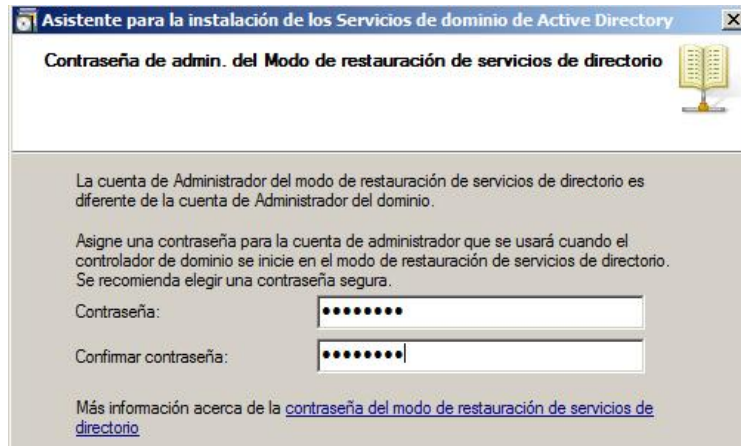 Asistente para la instalación de los Servicios de dominio de Active Directory
Contraseña de admin. del Modo de restauración de servicios de directorio
La cuenta de Administrador del modo de restauración de servicios de directorio es
diferente de la cuenta de Administrador del dominio.
Asigne una contraseña para la cuenta de administrador que se usará cuando el
controlador de dominio se inicie en el modo de restauración de servicios de directorio.
Se recomienda elegir una contraseña segura.
Contraseña: ••••••••
Confirmar contraseña: ••••••••
Más información acerca de la contraseña del modo de restauración de servicios de
directorio